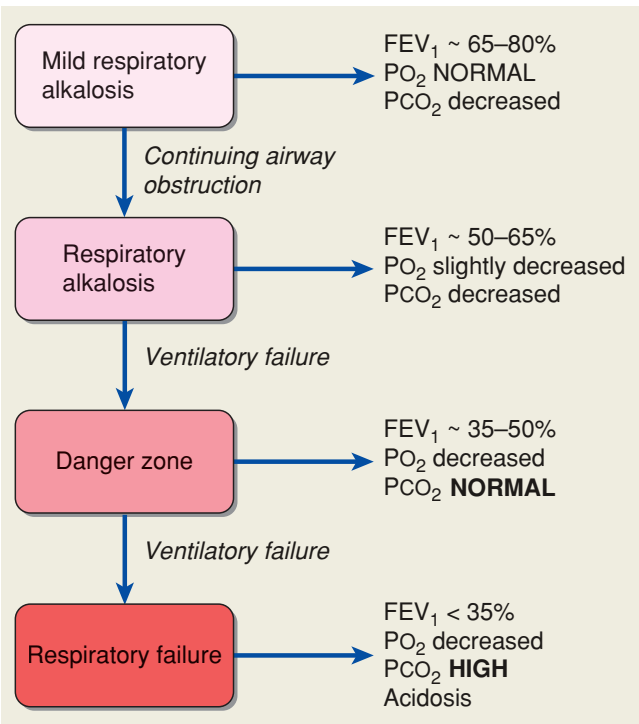 Mild respiratory
alkalosis
FEV₁ ~ 65–80%
PO₂ NORMAL
PCO₂ decreased
Continuing airway
obstruction
Respiratory
alkalosis
FEV₁ ~ 50–65%
PO₂ slightly decreased
PCO₂ decreased
Ventilatory failure
Danger zone
FEV₁ ~ 35–50%
PO₂ decreased
PCO₂ NORMAL
Ventilatory failure
Respiratory failure
FEV₁ < 35%
PO₂ decreased
PCO₂ HIGH
Acidosis